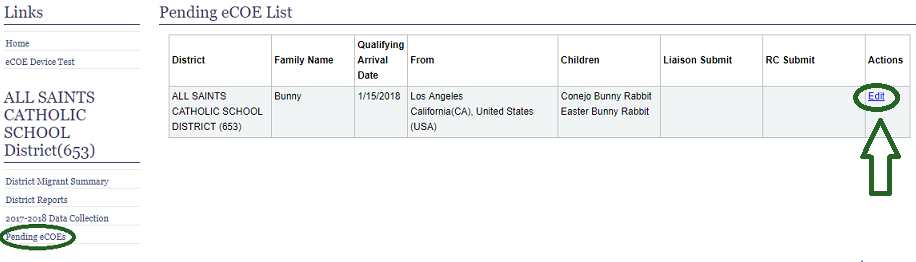 Links
Home
eCOE Device Test
ALL SAINTS
CATHOLIC
SCHOOL
District(653)
District Migrant Summary
District Reports
2017-2018 Data Collection
Pending eCOEs
Pending eCOE List
District
Family Name
Qualifying
Arrival
Date
From
Children
Liaison Submit
RC Submit
Actions
ALL SAINTS
CATHOLIC SCHOOL
DISTRICT (653)
Bunny
1/15/2018
Los Angeles
California(CA), United States
(USA)
Conejo Bunny Rabbit
Easter Bunny Rabbit
Edit